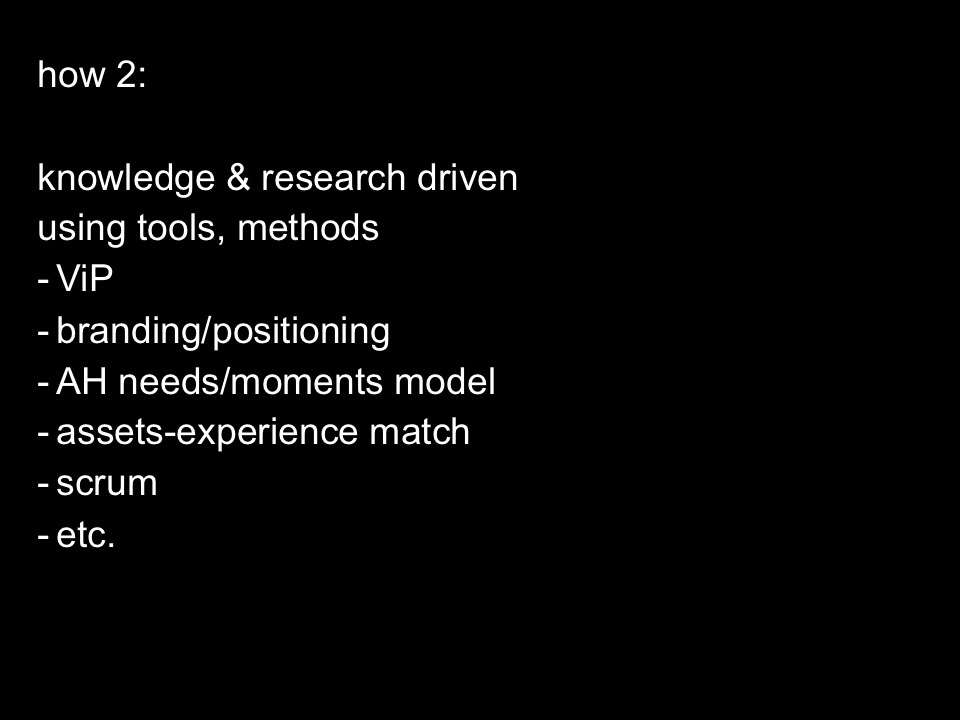 how 2:
knowledge & research driven
using tools, methods
- ViP
- branding/positioning
- AH needs/moments model
- assets-experience match
- scrum
- etc.